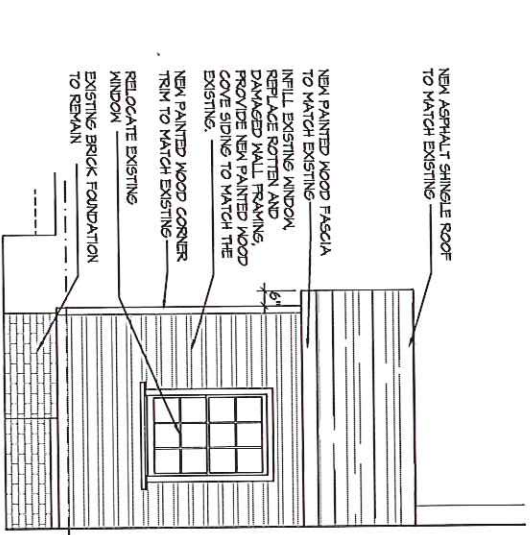 NEW ASPHALT SHINGLE ROOF
TO MATCH EXISTING
NEW PAINTED WOOD FASCIA
TO MATCH EXISTING
INFILL EXISTING WINDOW,
REPLACE ROTTEN AND
DAMAGED WALL FRAMING,
PROVIDE NEW PAINTED WOOD
COVE SIDING TO MATCH THE
EXISTING.
NEW PAINTED WOOD CORNER
TRIM TO MATCH EXISTING
RELOCATE EXISTING
WINDOW
EXISTING BRICK FOUNDATION
TO REMAIN
6"